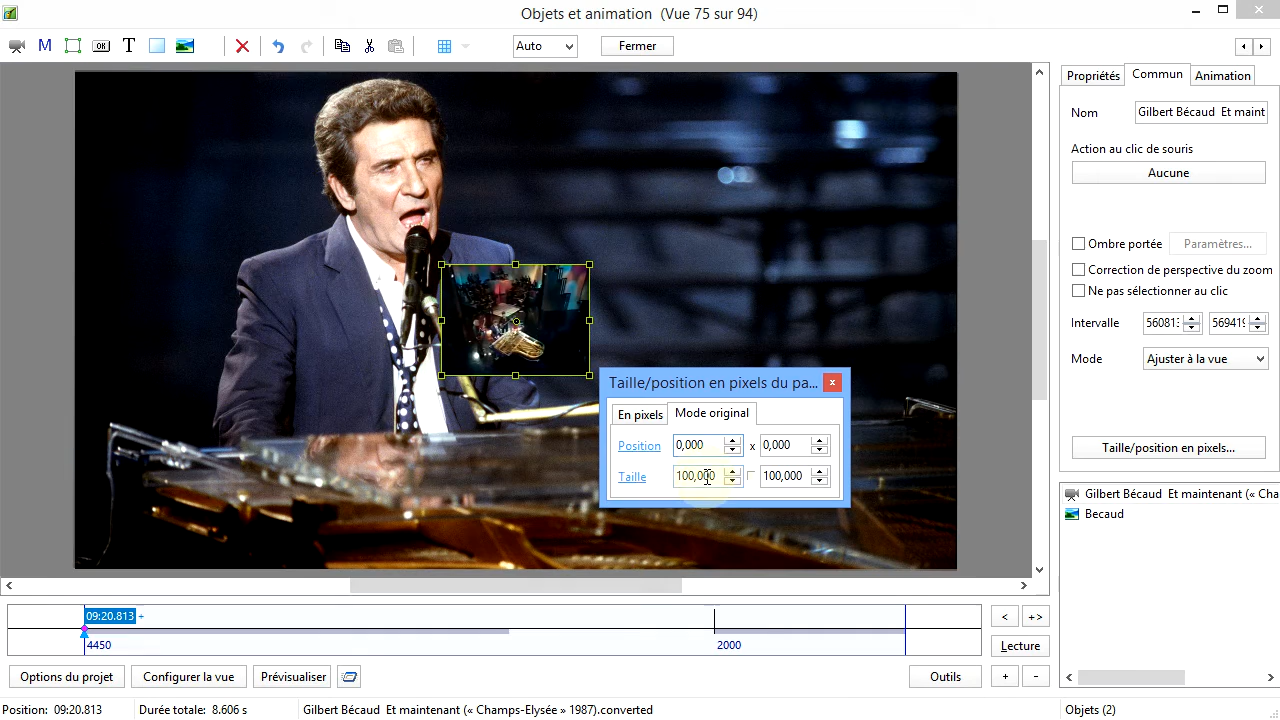 Objets et animation  (Vue 75 sur 94)
M OK T Auto Fermer
Propriétés Commun Animation
Nom Gilbert Bécaud  Et maint
Action au clic de souris
Aucune
Ombre portée Paramètres...
Correction de perspective du zoom
Ne pas sélectionner au clic
Intervalle 56081 56941
Mode Ajuster à la vue
Taille/position en pixels...
Taille/position en pixels du pa...
En pixels Mode original
Position 0,000 x 0,000
Taille 100,000 100,000
Gilbert Bécaud  Et maintenant (« Cha
Becaud
09:20.813 +
4450 2000
< +>
Lecture
Options du projet Configurer la vue Prévisualiser Outils + -
Position:  09:20.813 Durée totale:  8.606 s Gilbert Bécaud  Et maintenant (« Champs-Elysée » 1987).converted Objets (2)